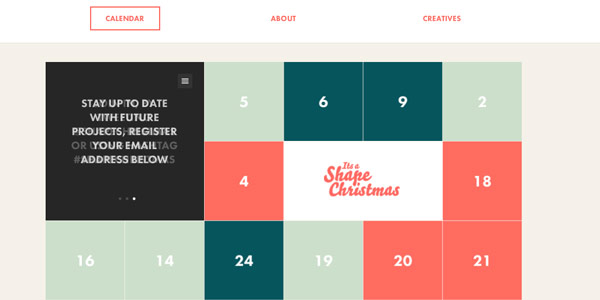 CALENDAR
ABOUT
CREATIVES
STAY UP TO DATE
WITH FUTURE
PROJECTS, REGISTER
YOUR EMAIL
ADDRESS BELOW
5
6
9
2
4
It's a
Shape
Christmas
18
16
14
24
19
20
21